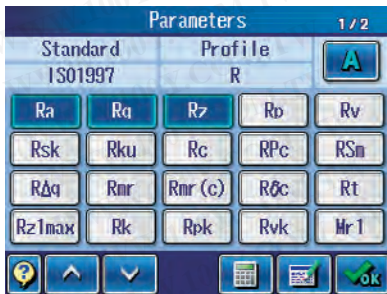 Parameters 1/2
Standard Profile
ISO1997 R
A
Ra Rq Rz Rp Rv
Rsk Rku Rc RPc RSm
RΔq Rmr Rmr(c) Rδc Rt
Rz1max Rk Rpk Rvk Mr1
? OK